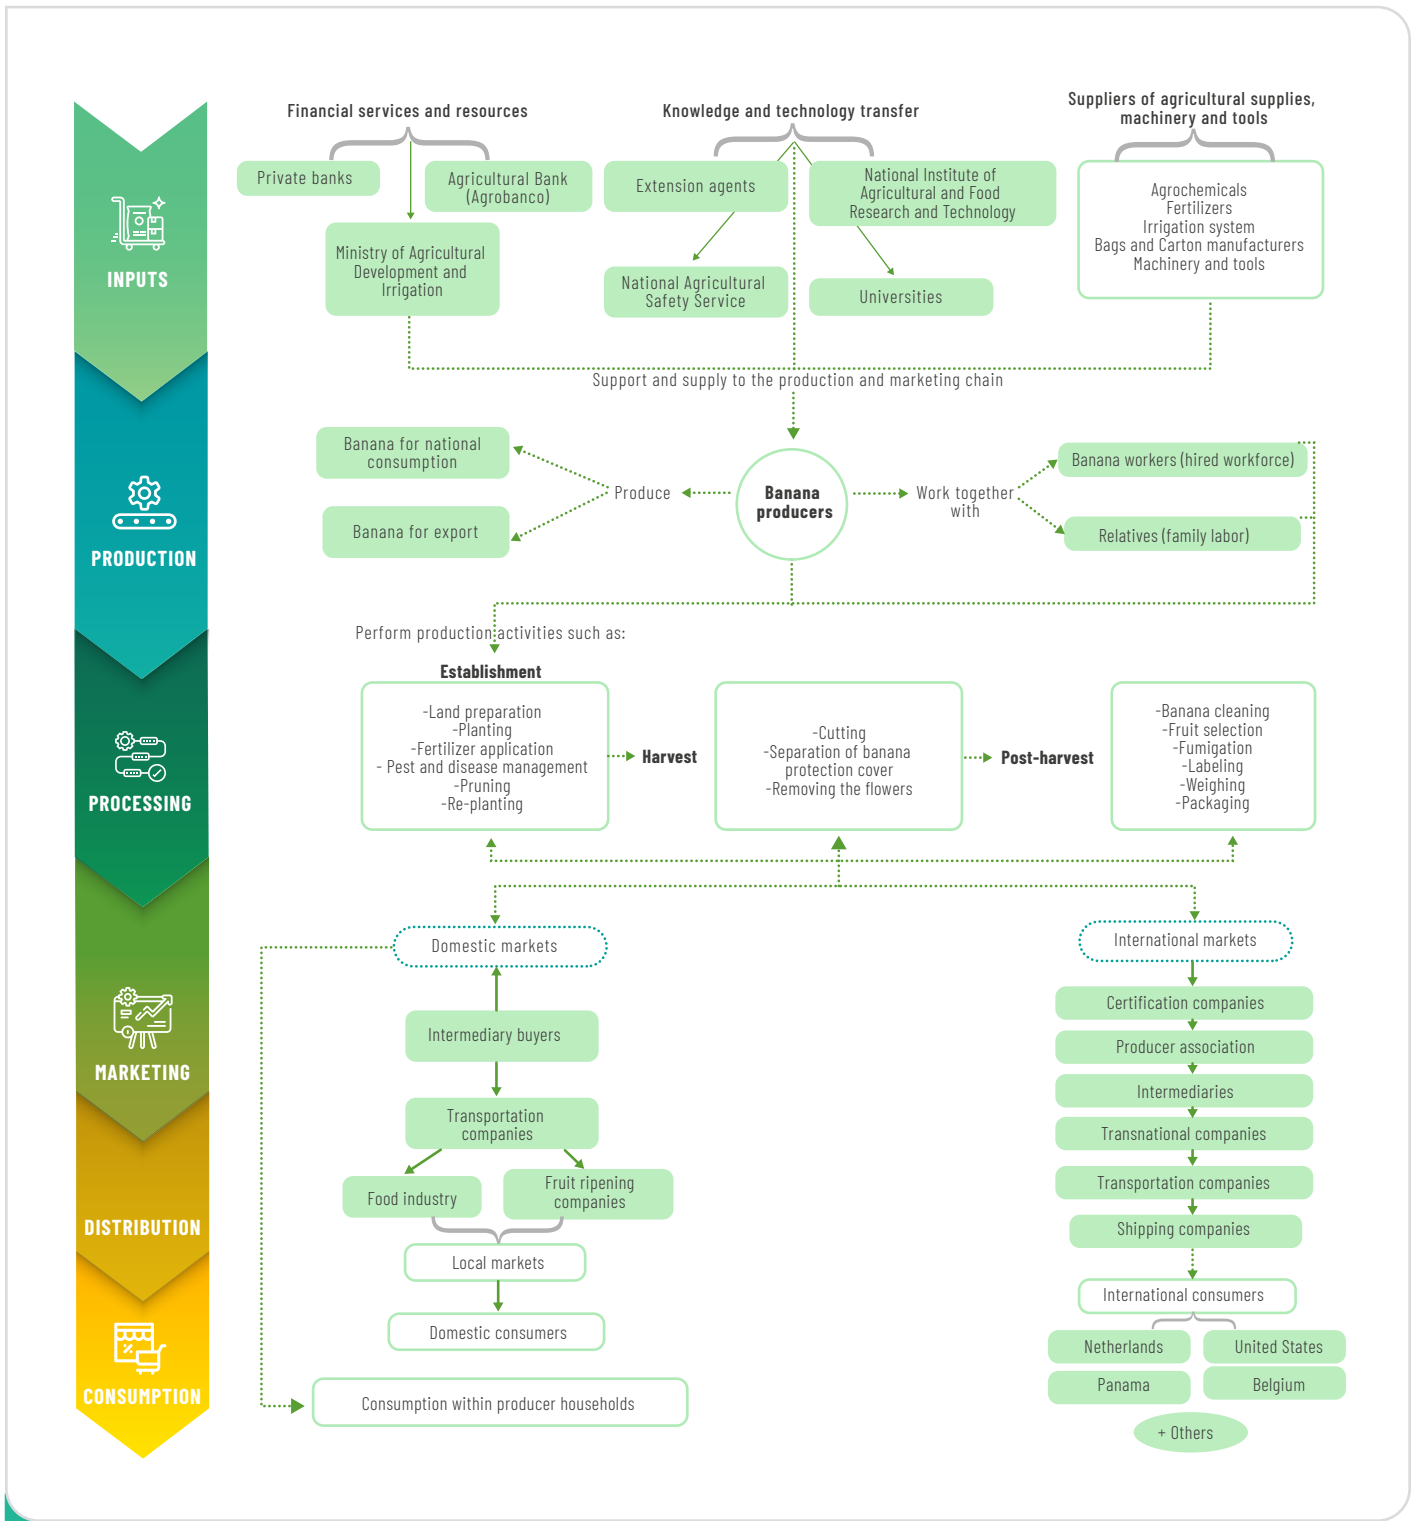 INPUTS
Financial services and resources
Private banks
Agricultural Bank
(Agrobanco)
Ministry of Agricultural
Development and
Irrigation
Knowledge and technology transfer
Extension agents
National Institute of
Agricultural and Food
Research and Technology
National Agricultural
Safety Service
Universities
Suppliers of agricultural supplies,
machinery and tools
Agrochemicals
Fertilizers
Irrigation system
Bags and Carton manufacturers
Machinery and tools
Support and supply to the production and marketing chain
PRODUCTION
Banana for national
consumption
Banana for export
Produce
Banana
producers
Work together
with
Banana workers (hired workforce)
Relatives (family labor)
Perform production activities such as:
PROCESSING
Establishment
-Land preparation
-Planting
-Fertilizer application
- Pest and disease management
-Pruning
-Re-planting
Harvest
-Cutting
-Separation of banana
protection cover
-Removing the flowers
Post-harvest
-Banana cleaning
-Fruit selection
-Fumigation
-Labeling
-Weighing
-Packaging
MARKETING
Domestic markets
Intermediary buyers
Transportation
companies
Food industry
Fruit ripening
companies
Local markets
Domestic consumers
Consumption within producer households
International markets
Certification companies
Producer association
Intermediaries
Transnational companies
Transportation companies
Shipping companies
International consumers
Netherlands
United States
Panama
Belgium
+ Others
DISTRIBUTION
CONSUMPTION